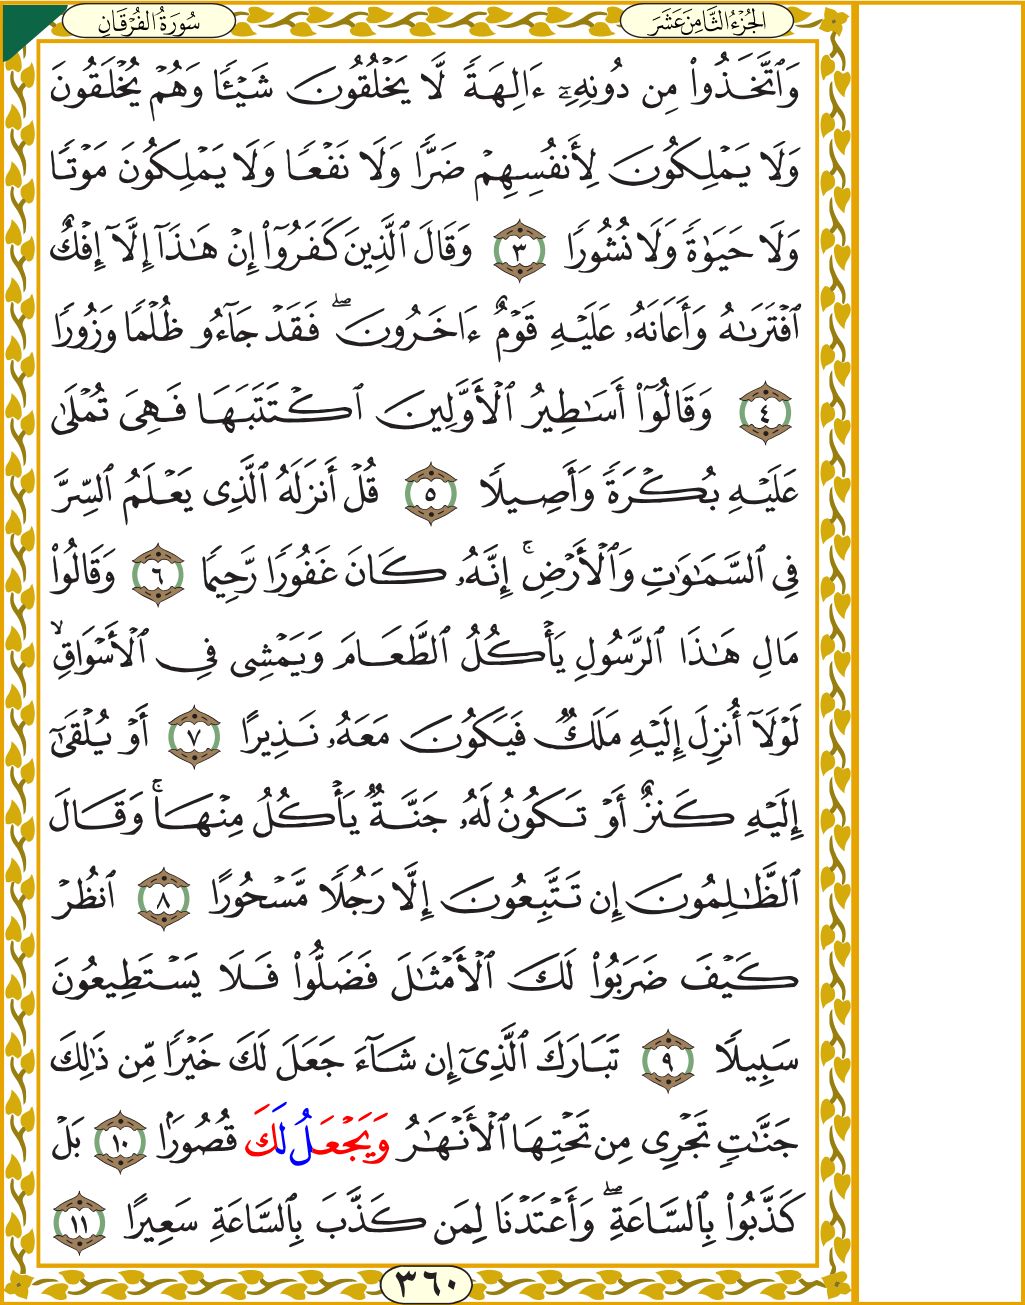 الجُزْءُ الثَّامِنَ عَشَرَ
سُورَةُ الفُرْقَانِ
وَٱتَّخَذُوا۟ مِن دُونِهِۦٓ ءَالِهَةً لَّا يَخْلُقُونَ شَيْـًٔا وَهُمْ يُخْلَقُونَ
وَلَا يَمْلِكُونَ لِأَنفُسِهِمْ ضَرًّا وَلَا نَفْعًا وَلَا يَمْلِكُونَ مَوْتًا
وَلَا حَيَوٰةً وَلَا نُشُورًا ٣ وَقَالَ ٱلَّذِينَ كَفَرُوٓا۟ إِنْ هَـٰذَآ إِلَّآ إِفْكٌ
ٱفْتَرَىٰهُ وَأَعَانَهُۥ عَلَيْهِ قَوْمٌ ءَاخَرُونَ ۖ فَقَدْ جَآءُو ظُلْمًا وَزُورًا
٤ وَقَالُوٓا۟ أَسَـٰطِيرُ ٱلْأَوَّلِينَ ٱكْتَتَبَهَا فَهِىَ تُمْلَىٰ
عَلَيْهِ بُكْرَةً وَأَصِيلًا ٥ قُلْ أَنزَلَهُ ٱلَّذِى يَعْلَمُ ٱلسِّرَّ
فِى ٱلسَّمَـٰوَٰتِ وَٱلْأَرْضِ ۚ إِنَّهُۥ كَانَ غَفُورًا رَّحِيمًا ٦ وَقَالُوا۟
مَالِ هَـٰذَا ٱلرَّسُولِ يَأْكُلُ ٱلطَّعَامَ وَيَمْشِى فِى ٱلْأَسْوَاقِ ۙ
لَوْلَآ أُنزِلَ إِلَيْهِ مَلَكٌ فَيَكُونَ مَعَهُۥ نَذِيرًا ٧ أَوْ يُلْقَىٰٓ
إِلَيْهِ كَنزٌ أَوْ تَكُونُ لَهُۥ جَنَّةٌ يَأْكُلُ مِنْهَا ۚ وَقَالَ
ٱلظَّـٰلِمُونَ إِن تَتَّبِعُونَ إِلَّا رَجُلًا مَّسْحُورًا ٨ ٱنظُرْ
كَيْفَ ضَرَبُوا۟ لَكَ ٱلْأَمْثَـٰلَ فَضَلُّوا۟ فَلَا يَسْتَطِيعُونَ
سَبِيلًا ٩ تَبَارَكَ ٱلَّذِىٓ إِن شَآءَ جَعَلَ لَكَ خَيْرًا مِّن ذَٰلِكَ
جَنَّـٰتٍ تَجْرِى مِن تَحْتِهَا ٱلْأَنْهَـٰرُ وَيَجْعَلُ لَكَ قُصُورًۢا ١٠ بَلْ
كَذَّبُوا۟ بِٱلسَّاعَةِ ۖ وَأَعْتَدْنَا لِمَن كَذَّبَ بِٱلسَّاعَةِ سَعِيرًا ١١
٣٦٠